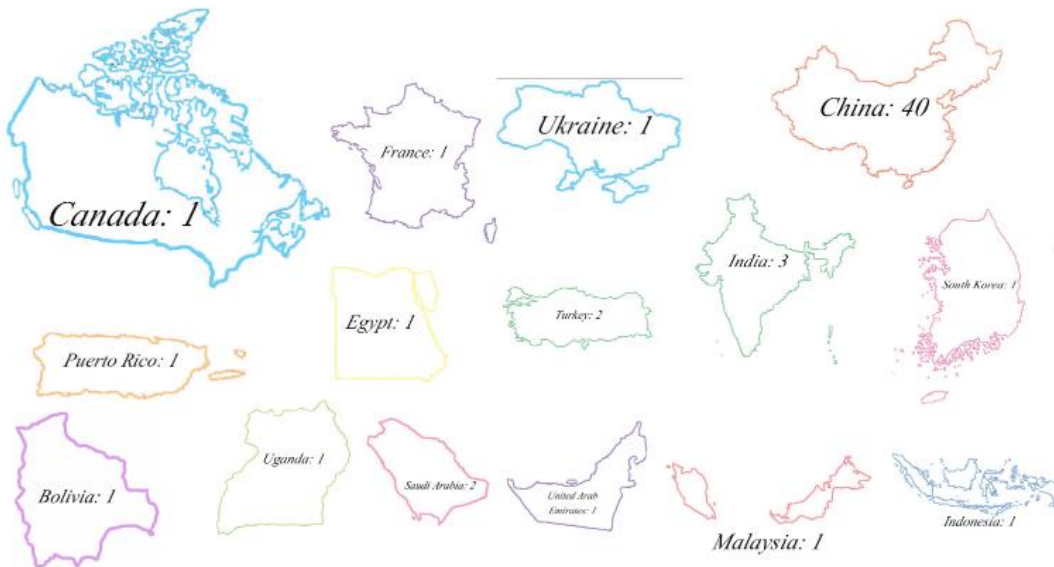 Canada: 1
France: 1
Ukraine: 1
China: 40
Puerto Rico: 1
Egypt: 1
Turkey: 2
India: 3
South Korea: 1
Bolivia: 1
Uganda: 1
Saudi Arabia: 2
United Arab
Emirates: 1
Malaysia: 1
Indonesia: 1